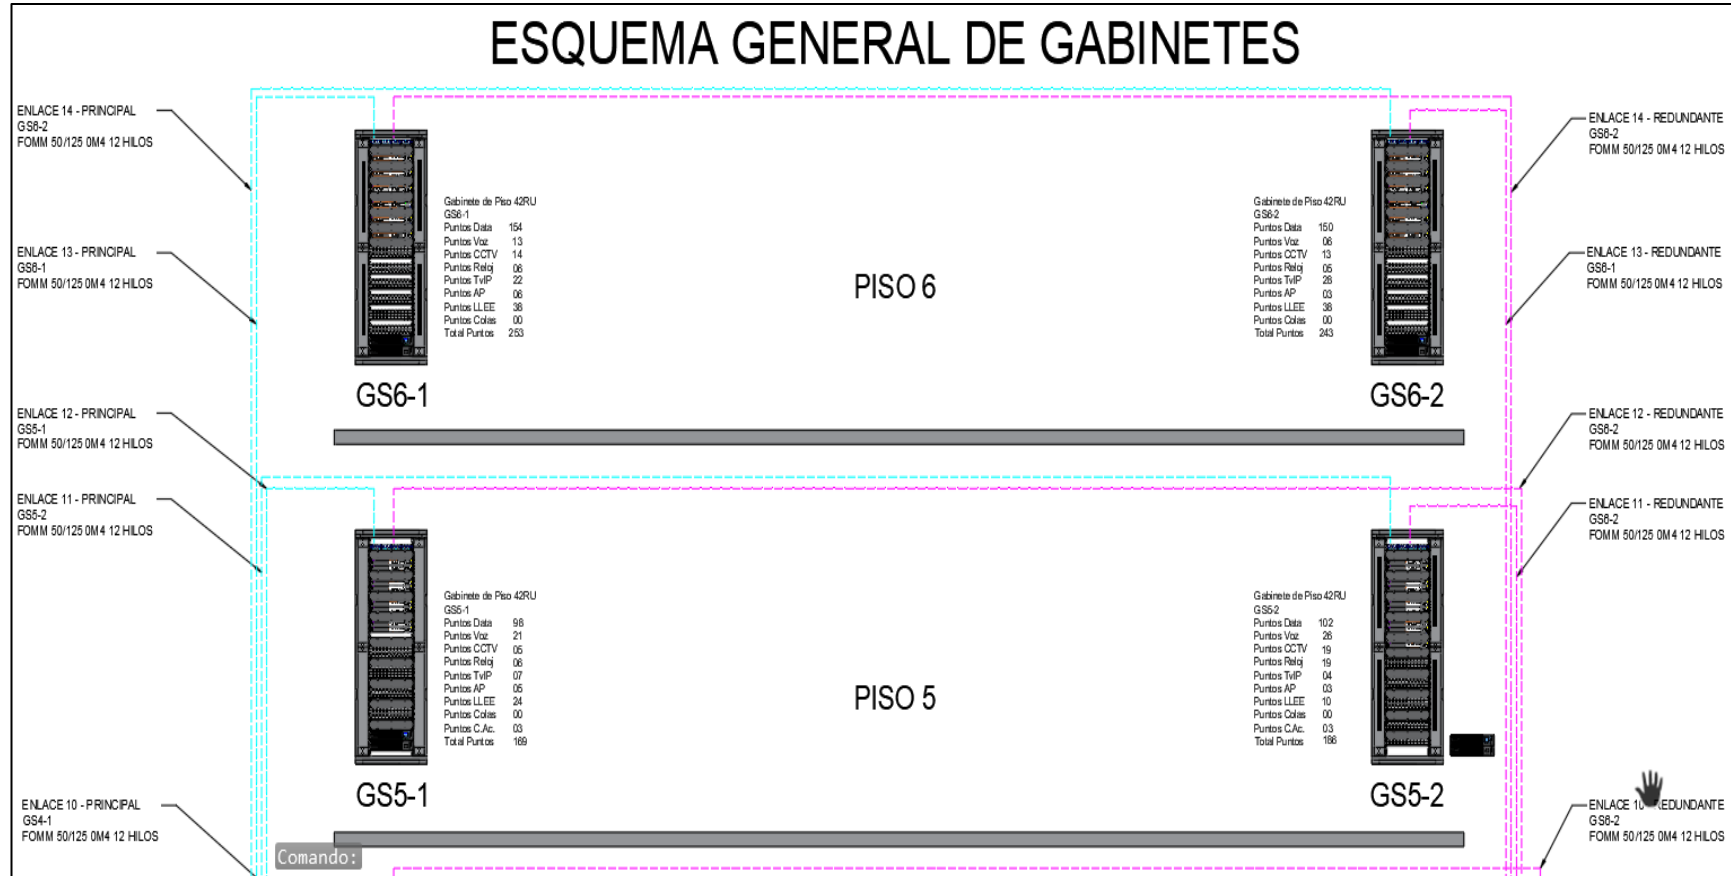 ESQUEMA GENERAL DE GABINETES
ENLACE 14 - PRINCIPAL
GS6-2
FOMM 50/125 0M4 12 HILOS
ENLACE 13 - PRINCIPAL
GS6-1
FOMM 50/125 0M4 12 HILOS
ENLACE 12 - PRINCIPAL
GS5-1
FOMM 50/125 0M4 12 HILOS
ENLACE 11 - PRINCIPAL
GS5-2
FOMM 50/125 0M4 12 HILOS
ENLACE 10 - PRINCIPAL
GS4-1
FOMM 50/125 0M4 12 HILOS
Gabinete de Piso 42RU
GS6-1
Puntos Data 154
Puntos Voz 13
Puntos CCTV 14
Puntos Reloj 06
Puntos TvIP 22
Puntos AP 06
Puntos LLEE 38
Puntos Colas 00
Total Puntos 253
GS6-1
PISO 6
Gabinete de Piso 42RU
GS6-2
Puntos Data 150
Puntos Voz 06
Puntos CCTV 13
Puntos Reloj 05
Puntos TvIP 28
Puntos AP 03
Puntos LLEE 38
Puntos Colas 00
Total Puntos 243
GS6-2
Gabinete de Piso 42RU
GS5-1
Puntos Data 98
Puntos Voz 21
Puntos CCTV 05
Puntos Reloj 06
Puntos TvIP 07
Puntos AP 05
Puntos LLEE 24
Puntos Colas 00
Puntos C.Ac. 03
Total Puntos 169
GS5-1
PISO 5
Gabinete de Piso 42RU
GS5-2
Puntos Data 102
Puntos Voz 26
Puntos CCTV 19
Puntos Reloj 19
Puntos TvIP 04
Puntos AP 03
Puntos LLEE 10
Puntos Colas 00
Puntos C.Ac. 03
Total Puntos 186
GS5-2
ENLACE 14 - REDUNDANTE
GS6-2
FOMM 50/125 0M4 12 HILOS
ENLACE 13 - REDUNDANTE
GS6-1
FOMM 50/125 0M4 12 HILOS
ENLACE 12 - REDUNDANTE
GS6-2
FOMM 50/125 0M4 12 HILOS
ENLACE 11 - REDUNDANTE
GS6-2
FOMM 50/125 0M4 12 HILOS
ENLACE
GS6-2
FOMM 50/125 0M4 12 HILOS
Comando: